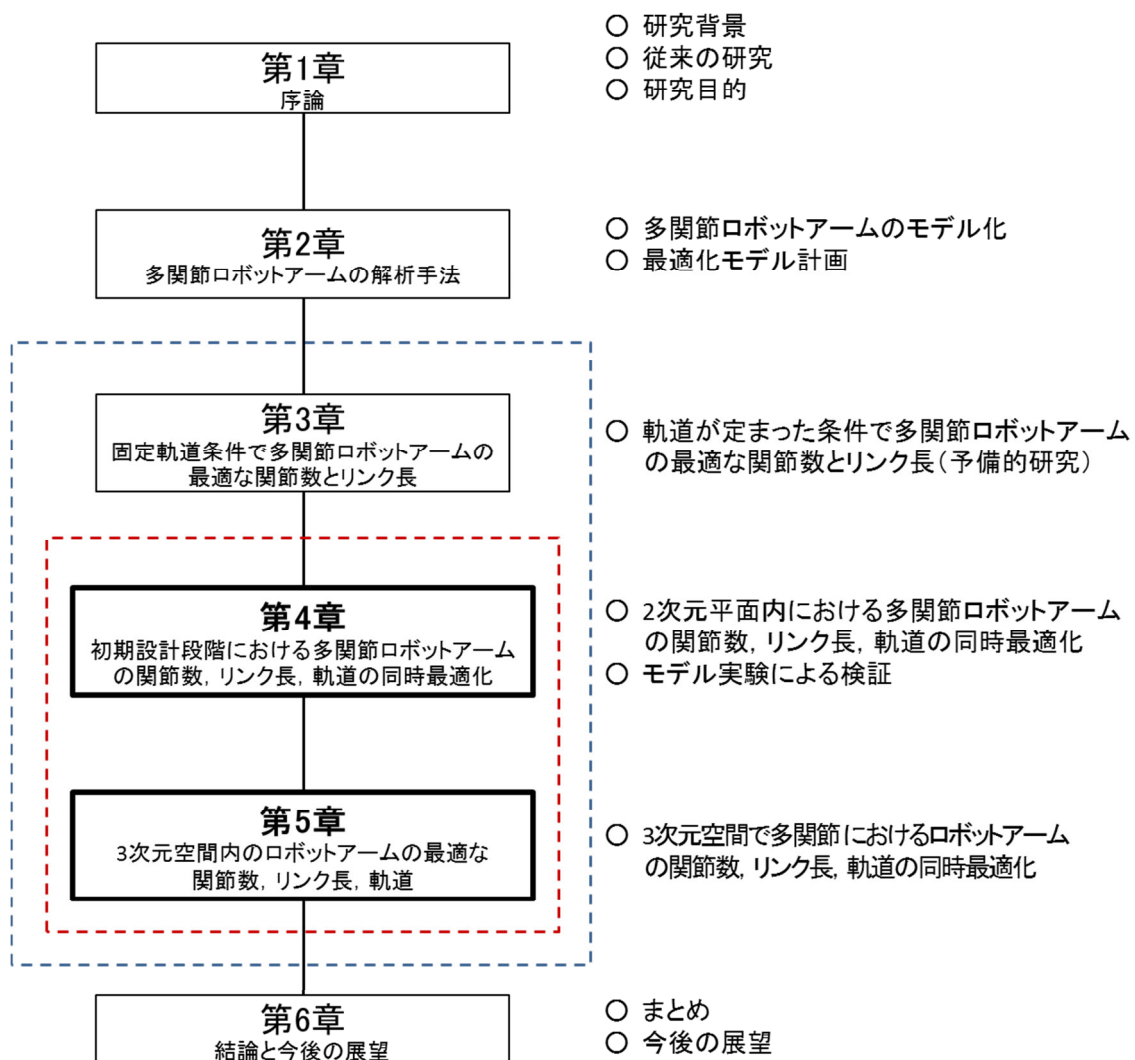 第1章
序論
○ 研究背景
○ 従来の研究
○ 研究目的
第2章
多関節ロボットアームの解析手法
○ 多関節ロボットアームのモデル化
○ 最適化モデル計画
第3章
固定軌道条件で多関節ロボットアームの
最適な関節数とリンク長
○ 軌道が定まった条件で多関節ロボットアーム
の最適な関節数とリンク長(予備的研究)
第4章
初期設計段階における多関節ロボットアーム
の関節数, リンク長, 軌道の同時最適化
○ 2次元平面内における多関節ロボットアーム
の関節数, リンク長, 軌道の同時最適化
○ モデル実験による検証
第5章
3次元空間内のロボットアームの最適な
関節数, リンク長, 軌道
○ 3次元空間で多関節におけるロボットアーム
の関節数, リンク長, 軌道の同時最適化
第6章
結論と今後の展望
○ まとめ
○ 今後の展望